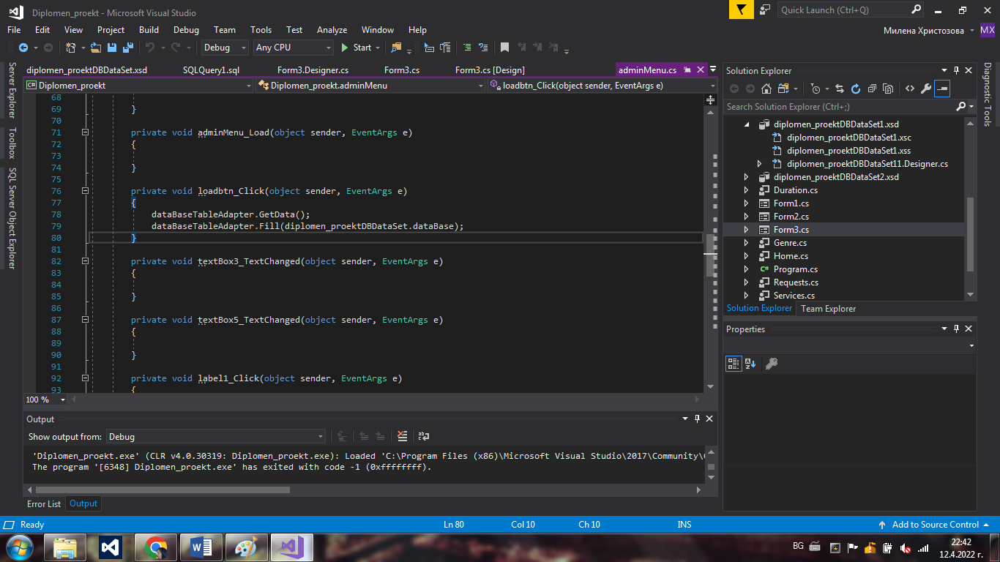 Diplomen_proekt - Microsoft Visual Studio
Quick Launch (Ctrl+Q)
File Edit View Project Build Debug Team Tools Test Analyze Window Help
Милена Христозова MX
Debug Any CPU Start
Server Explorer
Toolbox
SQL Server Object Explorer
diplomen_proektDBDataSet.xsd SQLQuery1.sql Form3.Designer.cs Form3.cs Form3.cs [Design] adminMenu.cs
C# Diplomen_proekt Diplomen_proekt.adminMenu loadbtn_Click(object sender, EventArgs e)
68
69 }
70
71 private void adminMenu_Load(object sender, EventArgs e)
72 {
73
74 }
75
76 private void loadbtn_Click(object sender, EventArgs e)
77 {
78 dataBaseTableAdapter.GetData();
79 dataBaseTableAdapter.Fill(diplomen_proektDBDataSet.dataBase);
80 }
81
82 private void textBox3_TextChanged(object sender, EventArgs e)
83 {
84
85 }
86
87 private void textBox5_TextChanged(object sender, EventArgs e)
88 {
89
90 }
91
92 private void label1_Click(object sender, EventArgs e)
93 {
100 %
Output
Show output from: Debug
'Diplomen_proekt.exe' (CLR v4.0.30319: Diplomen_proekt.exe): Loaded 'C:\Program Files (x86)\Microsoft Visual Studio\2017\Community\
The program '[6348] Diplomen_proekt.exe' has exited with code -1 (0xffffffff).
Error List Output
Solution Explorer
Search Solution Explorer (Ctrl+;)
diplomen_proektDBDataSet1.xsd
diplomen_proektDBDataSet1.xsc
diplomen_proektDBDataSet1.xss
diplomen_proektDBDataSet11.Designer.cs
diplomen_proektDBDataSet2.xsd
Duration.cs
Form1.cs
Form2.cs
Form3.cs
Genre.cs
Home.cs
C# Program.cs
Requests.cs
Services.cs
Solution Explorer Team Explorer
Properties
Diagnostic Tools
Ready Ln 80 Col 10 Ch 10 INS Add to Source Control
BG
22:42
12.4.2022 г.